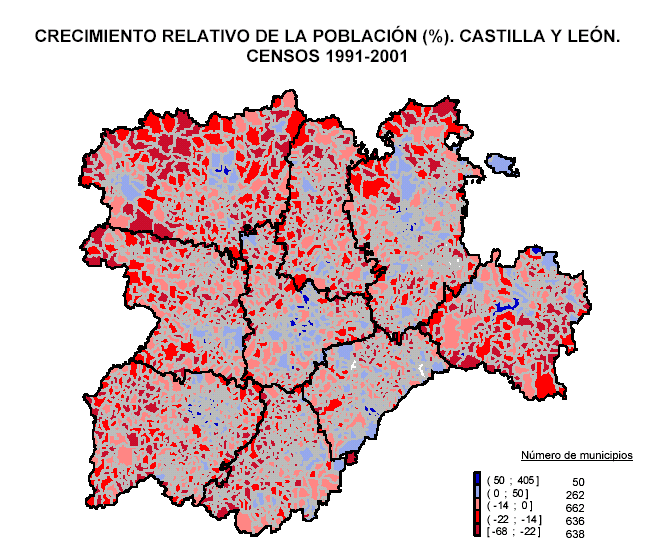 CRECIMIENTO RELATIVO DE LA POBLACIÓN (%). CASTILLA Y LEÓN.
CENSOS 1991-2001
Número de municipios
( 50 ; 405] 50
( 0 ; 50] 262
( -14 ; 0] 662
( -22 ; -14] 636
[ -68 ; -22] 638